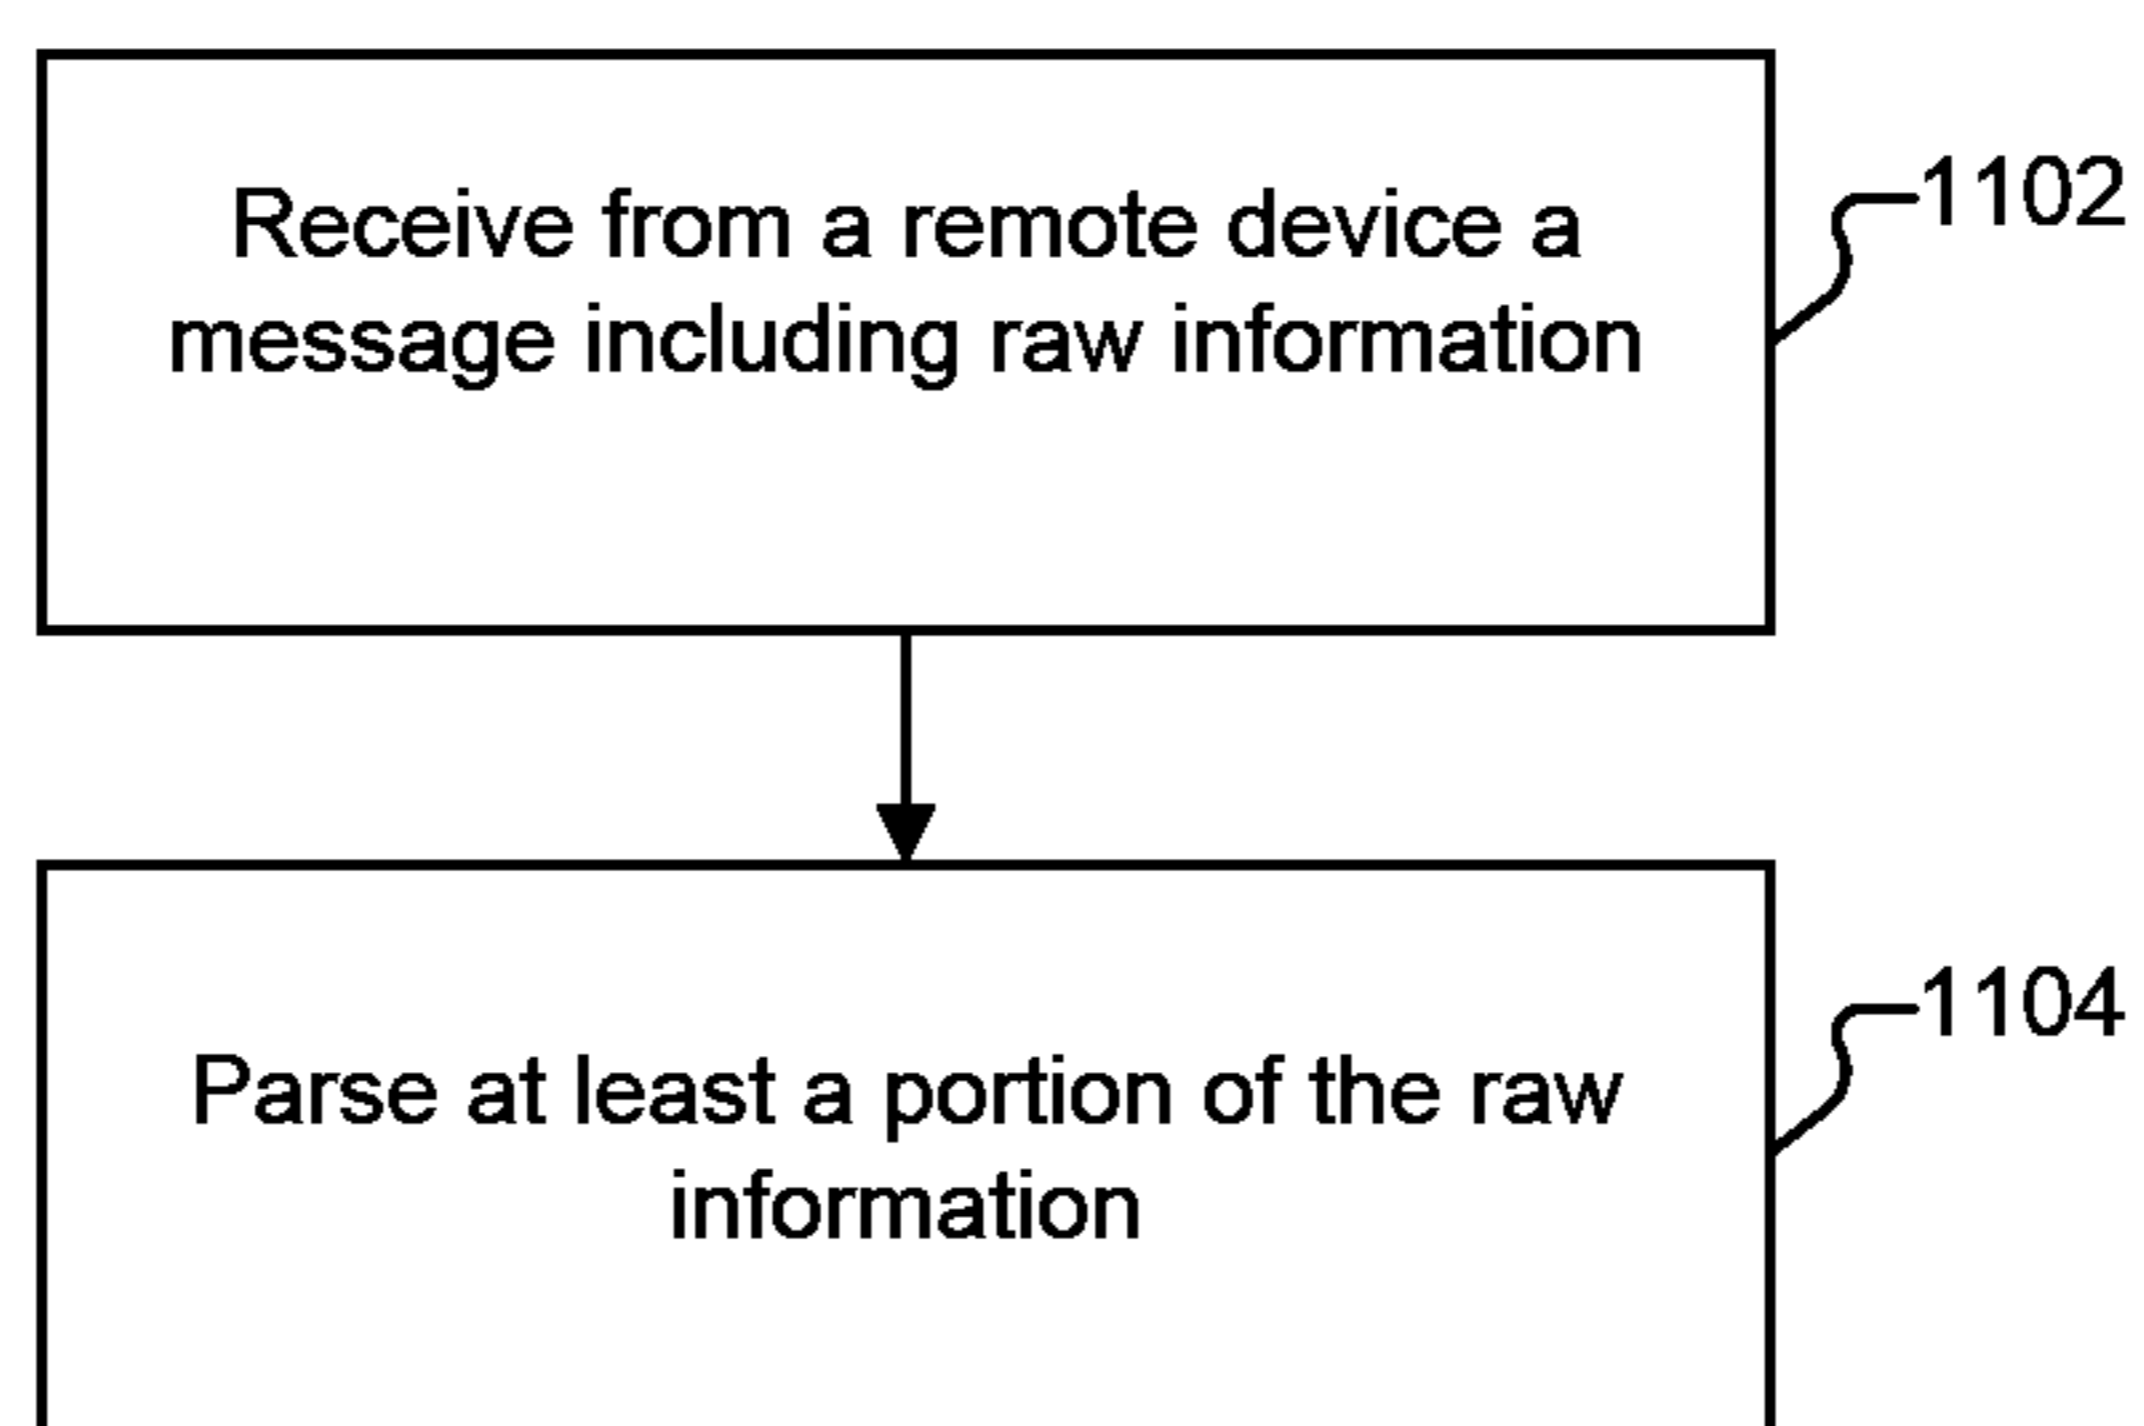 Receive from a remote device a
message including raw information
1102
Parse at least a portion of the raw
information
1104